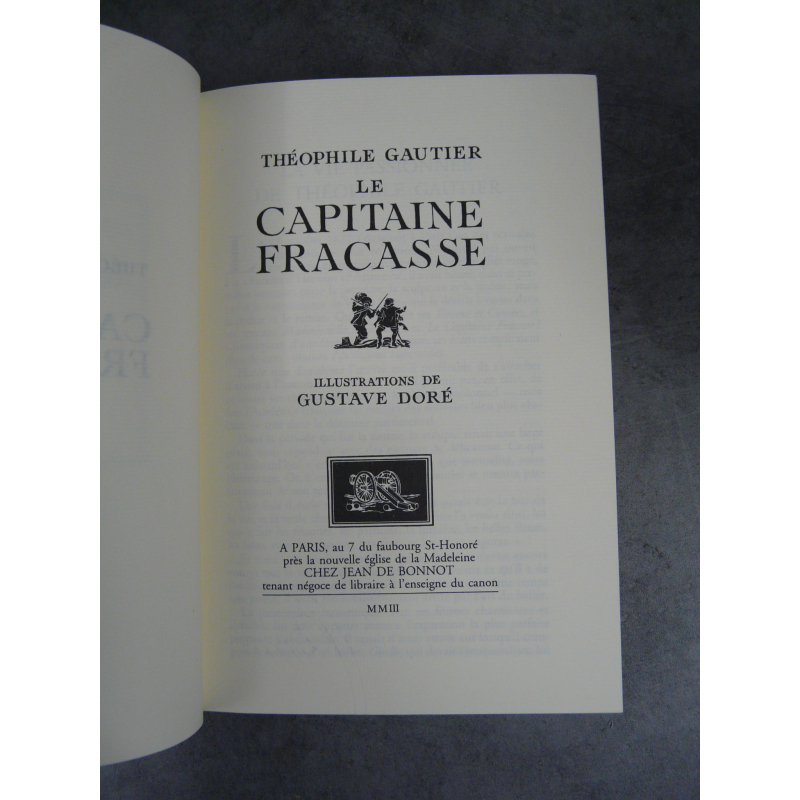 THÉOPHILE GAUTIER
LE
CAPITAINE
FRACASSE
ILLUSTRATIONS DE
GUSTAVE DORÉ
A PARIS, au 7 du faubourg St-Honoré
près la nouvelle église de la Madeleine
CHEZ JEAN DE BONNOT
tenant négoce de libraire à l'enseigne du canon
MMIII